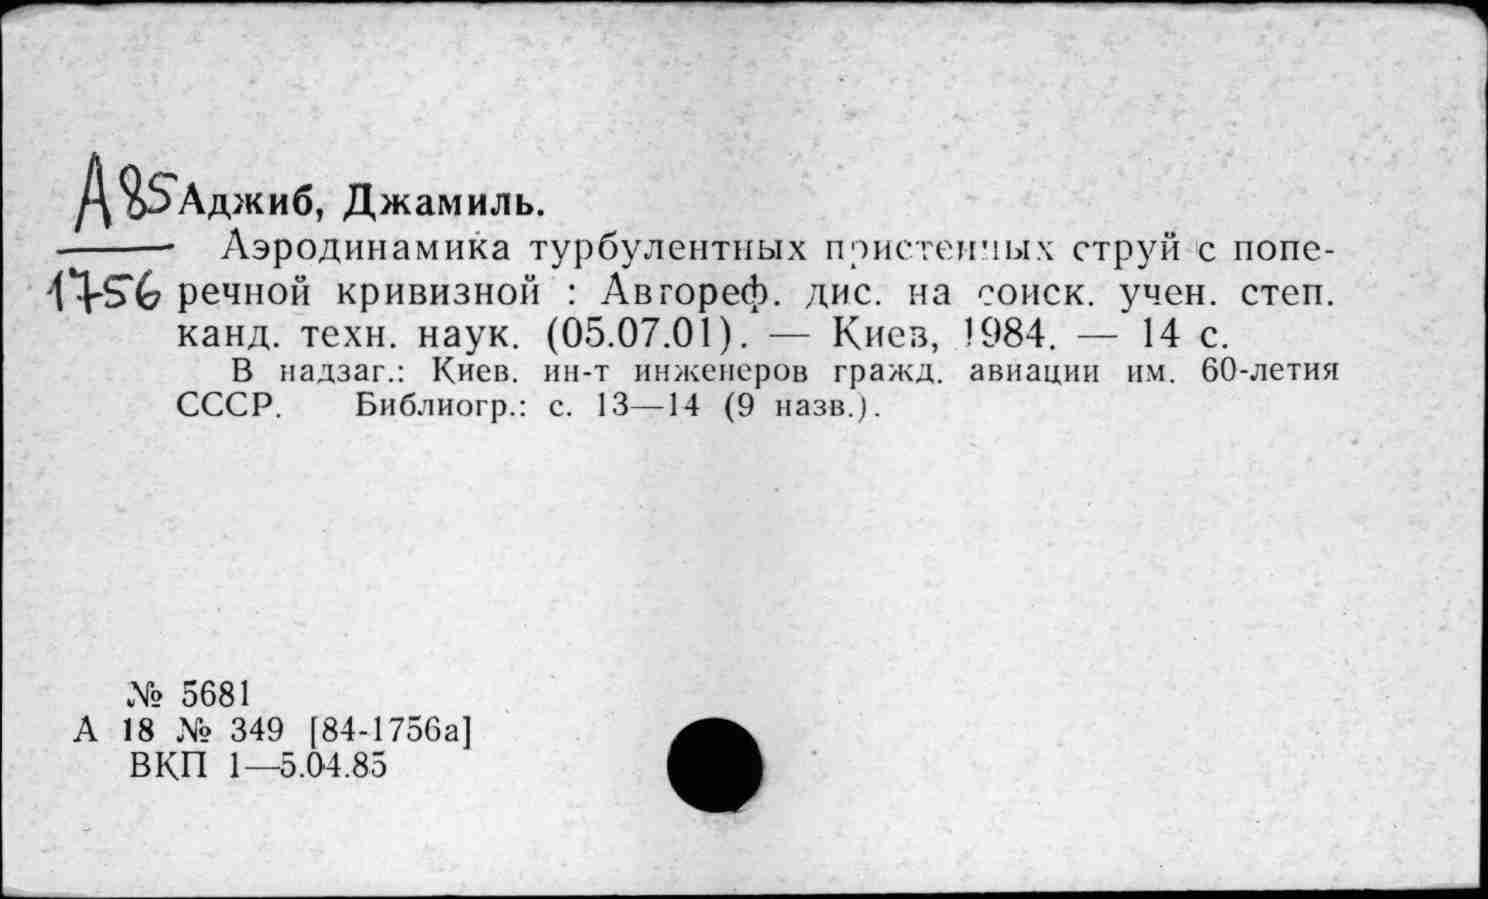 А85 Аджиб, Джамиль.
Аэродинамика турбулентных пристенных струй с попе-
1756 речной кривизной : Автореф. дис. на соиск. учен. степ.
канд. техн. наук. (05.07.01). — Киев, 1984. — 14 с.
В надзаг.: Киев. ин-т инженеров гражд. авиации им. 60-летия
СССР. Библиогр.: с. 13—14 (9 назв.).
№ 5681
А 18 № 349 [84-1756а]
ВКП 1—5.04.85